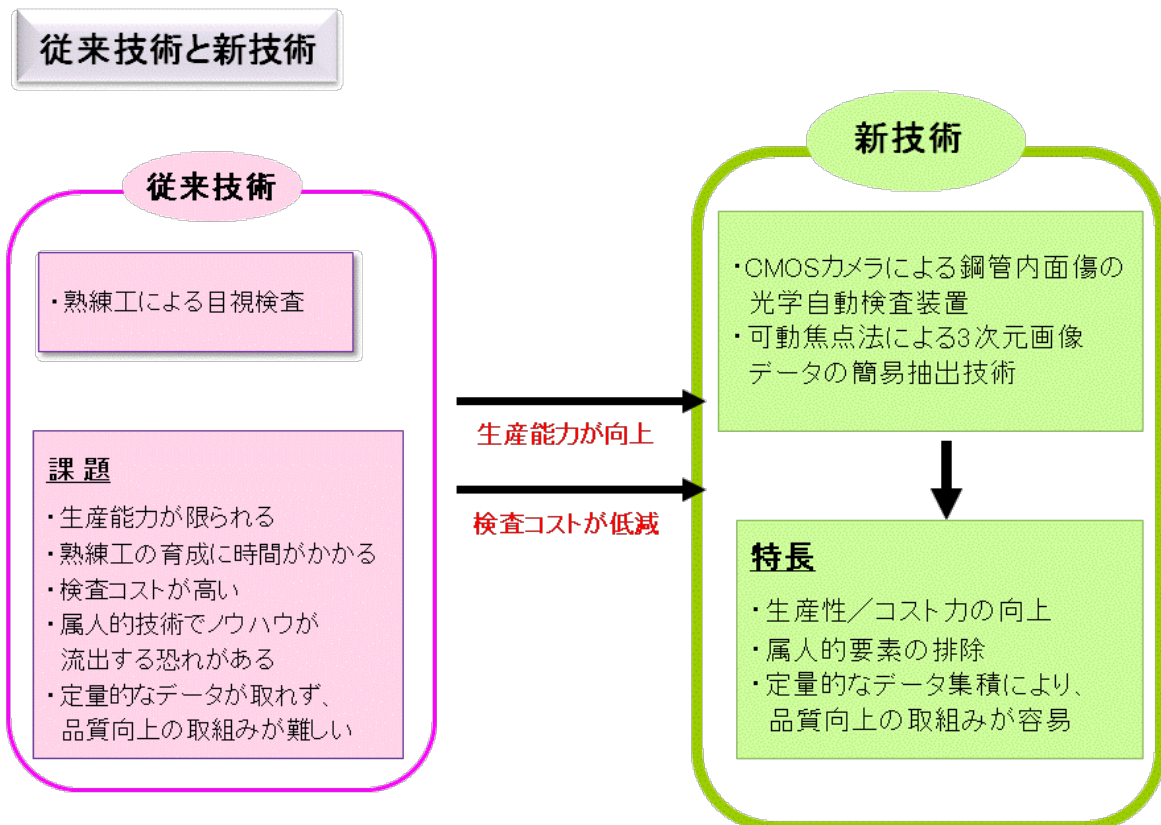 従来技術と新技術
従来技術
・熟練工による目視検査
課題
・生産能力が限られる
・熟練工の育成に時間がかかる
・検査コストが高い
・属人的技術でノウハウが
流出する恐れがある
・定量的なデータが取れず、
品質向上の取組みが難しい
生産能力が向上
検査コストが低減
新技術
・CMOSカメラによる鋼管内面傷の
光学自動検査装置
・可動焦点法による3次元画像
データの簡易抽出技術
特長
・生産性／コスト力の向上
・属人的要素の排除
・定量的なデータ集積により、
品質向上の取組みが容易